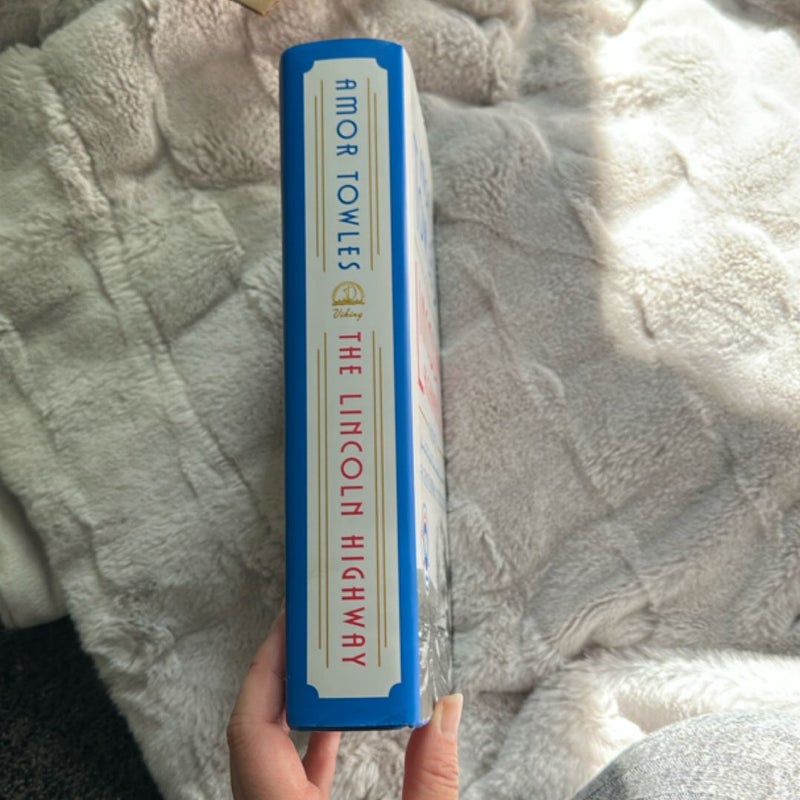 AMOR TOWLES
Viking
THE LINCOLN HIGHWAY